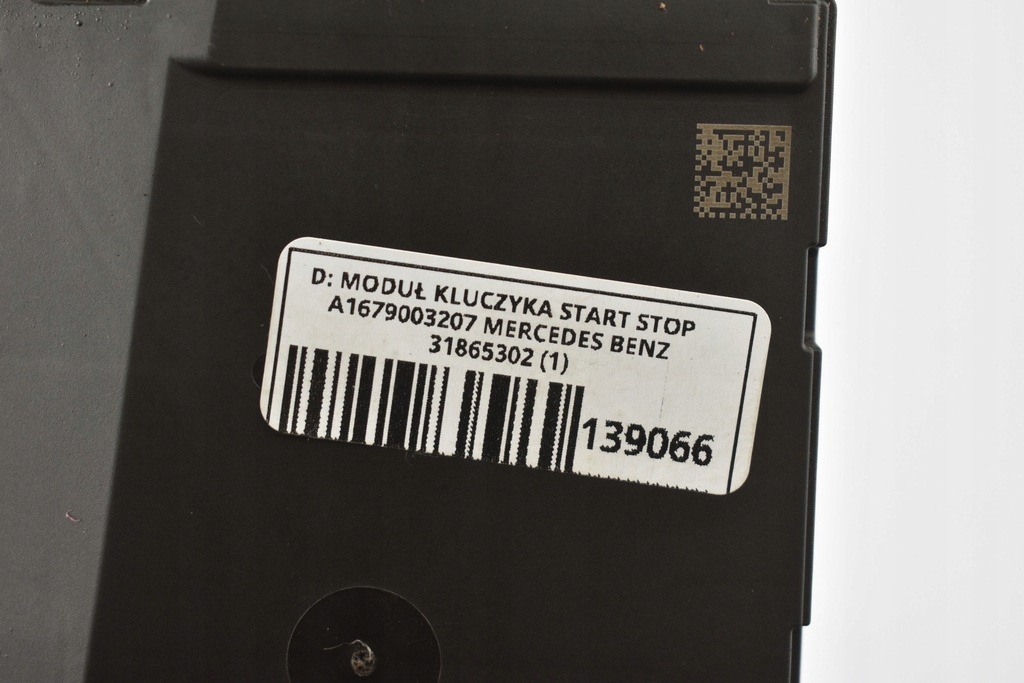 D: MODUŁ KLUCZYKA START STOP
A1679003207 MERCEDES BENZ
31865302 (1)
139066